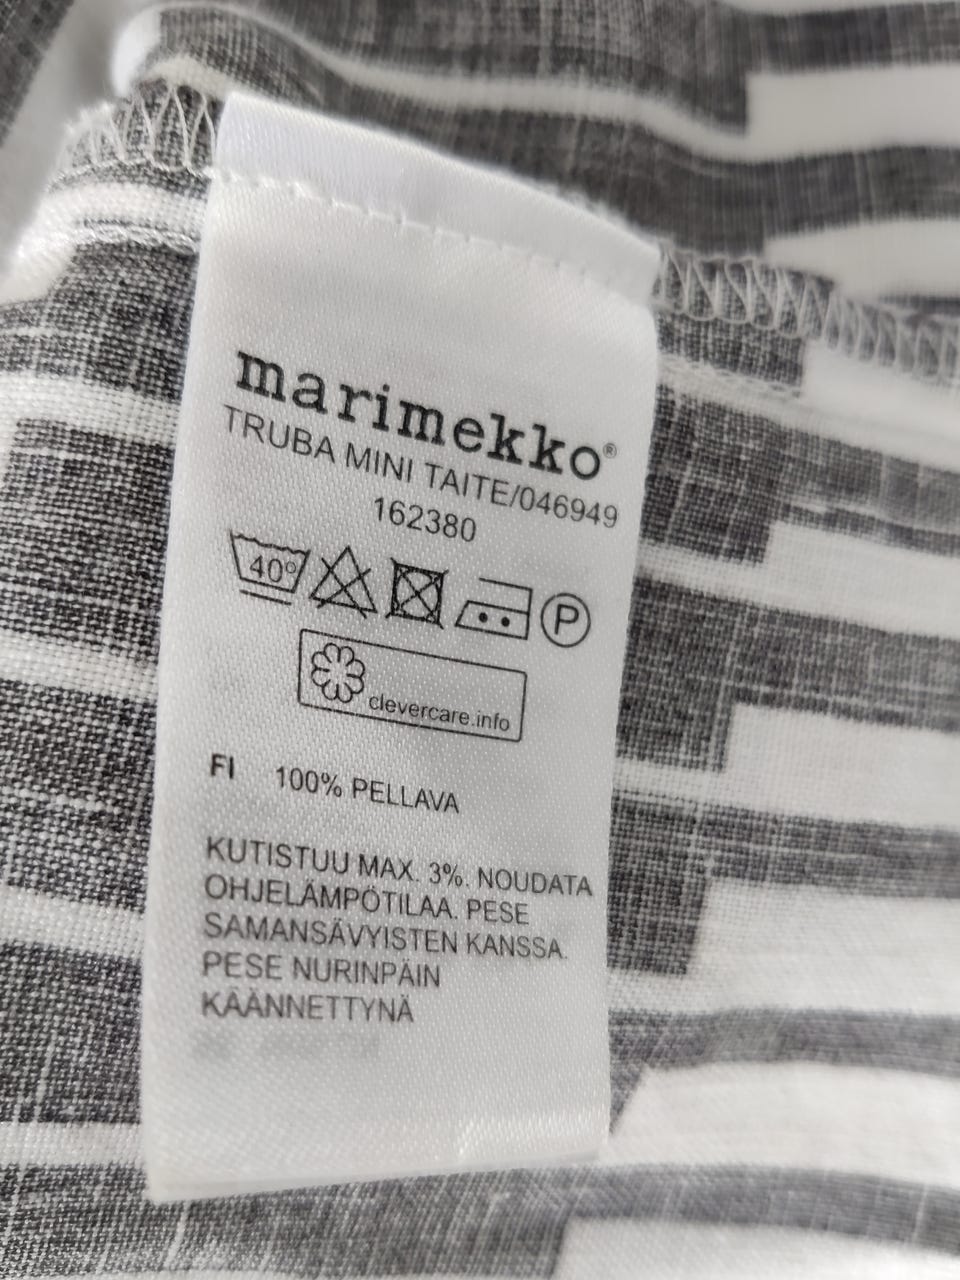 marimekko®
TRUBA MINI TAITE/046949
162380
40°
P
clevercare.info
FI 100% PELLAVA
KUTISTUU MAX. 3%. NOUDATA
OHJELÄMPÖTILAA. PESE
SAMANSÄVYISTEN KANSSA.
PESE NURINPÄIN
KÄÄNNETTYNÄ